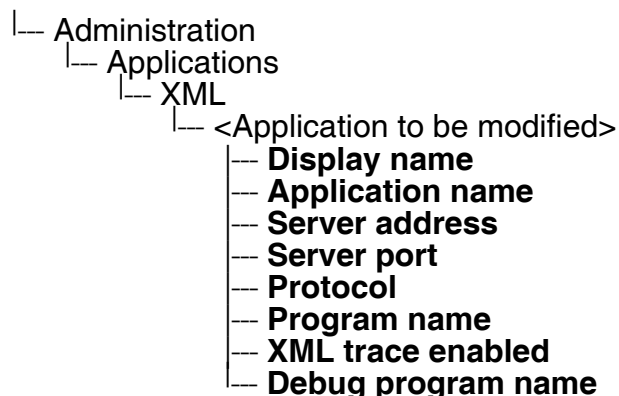 |--- Administration
|--- Applications
|--- XML
|--- <Application to be modified>
|--- Display name
|--- Application name
|--- Server address
|--- Server port
|--- Protocol
|--- Program name
|--- XML trace enabled
|--- Debug program name